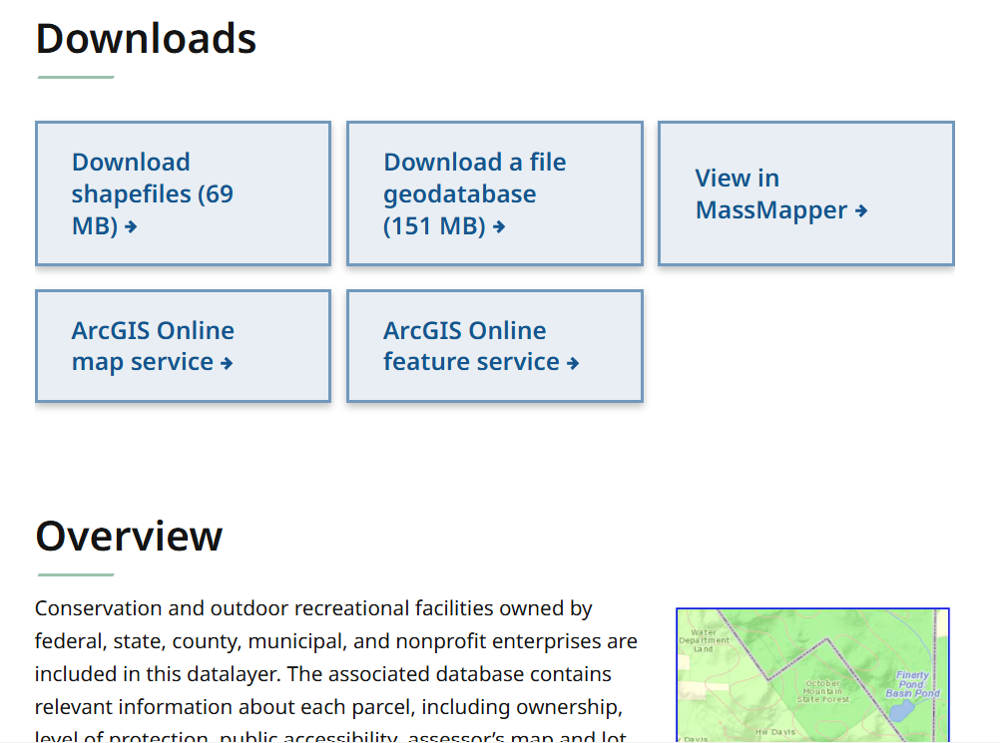 Downloads
Download
shapefiles (69
MB) →
Download a file
geodatabase
(151 MB) →
View in
MassMapper →
ArcGIS Online
map service →
ArcGIS Online
feature service →
Overview
Conservation and outdoor recreational facilities owned by
federal, state, county, municipal, and nonprofit enterprises are
included in this datalayer. The associated database contains
relevant information about each parcel, including ownership,
level of protection, public accessibility, assessor's map and lot
Water
Department
Land
October
Mountain
State Forest
Finerty
Pond
Basin Pond
Hw Davis
Davis